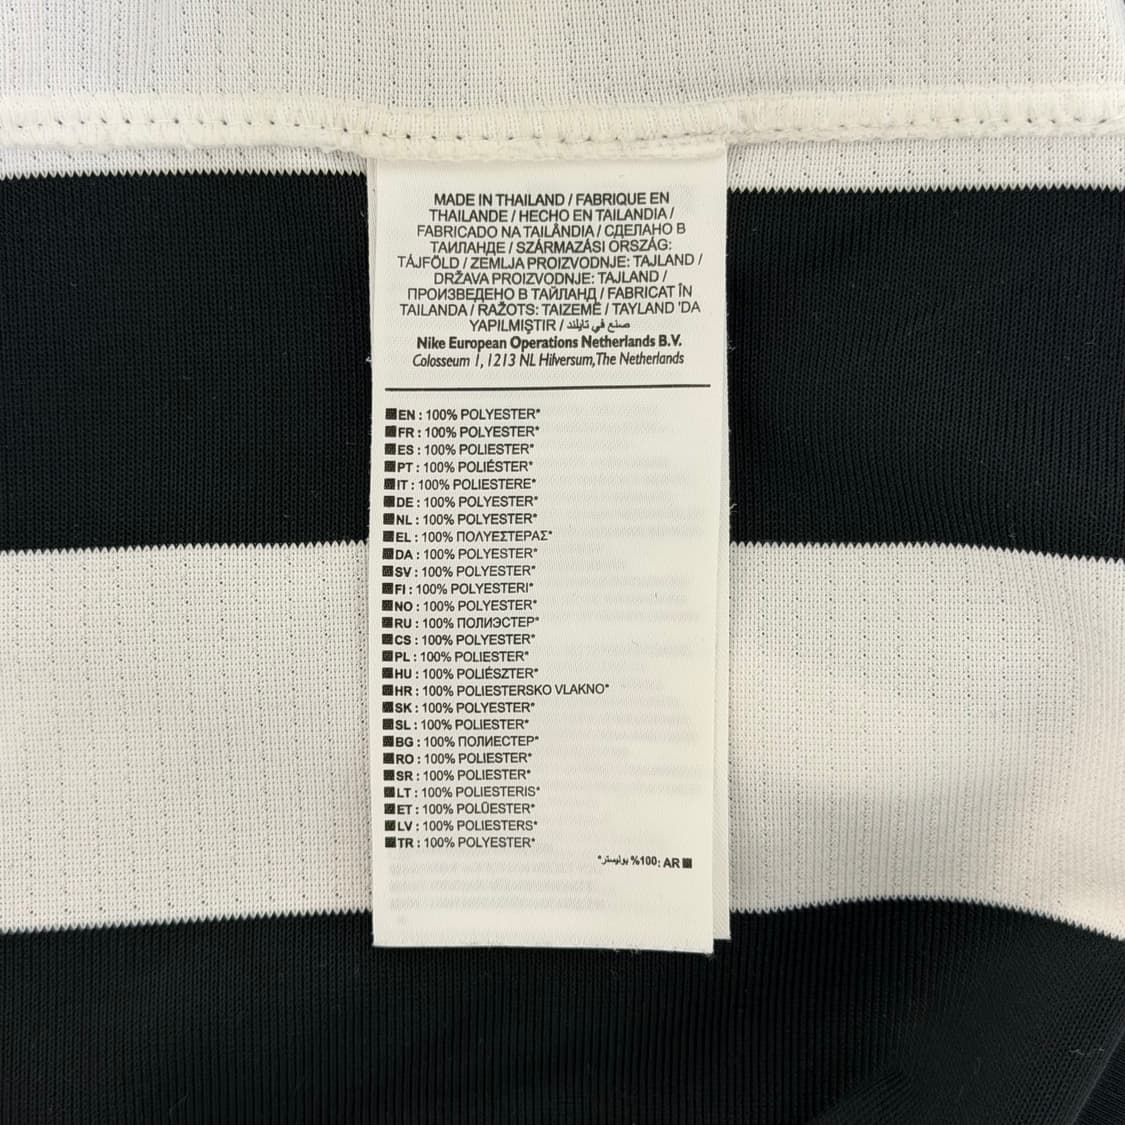 MADE IN THAILAND / FABRIQUE EN
THAILANDE / HECHO EN TAILANDIA /
FABRICADO NA TAILÂNDIA / СДЕЛАНО В
ТАИЛАНДЕ / SZÁRMAZÁSI ORSZÁG:
TÁJFÖLD / ZEMLJA PROIZVODNJE: TAJLAND /
DRŽAVA PROIZVODNJE: TAJLAND /
ПРОИЗВЕДЕНО В ТАЙЛАНД / FABRICAT ÎN
TAILANDA / RAŽOTS: TAIZEMĒ / TAYLAND 'DA
YAPILMIŞTIR / صنع في تايلند
Nike European Operations Netherlands B.V.
Colosseum 1, 1213 NL Hilversum, The Netherlands
EN : 100% POLYESTER*
FR : 100% POLYESTER*
ES : 100% POLIESTER*
PT : 100% POLIÉSTER*
IT : 100% POLIESTERE*
DE : 100% POLYESTER*
NL : 100% POLYESTER*
EL : 100% ΠΟΛΥΕΣΤΕΡΑΣ*
DA : 100% POLYESTER*
SV : 100% POLYESTER*
FI : 100% POLYESTERI*
NO : 100% POLYESTER*
RU : 100% ПОЛИЭСТЕР*
CS : 100% POLYESTER*
PL : 100% POLIESTER*
HU : 100% POLIÉSZTER*
HR : 100% POLIESTERSKO VLAKNO*
SK : 100% POLYESTER*
SL : 100% POLIESTER*
BG : 100% ПОЛИЕСТЕР*
RO : 100% POLIESTER*
SR : 100% POLIESTER*
LT : 100% POLIESTERIS*
ET : 100% POLÜESTER*
LV : 100% POLIESTERS*
TR : 100% POLYESTER*
AR :100% بوليستر*